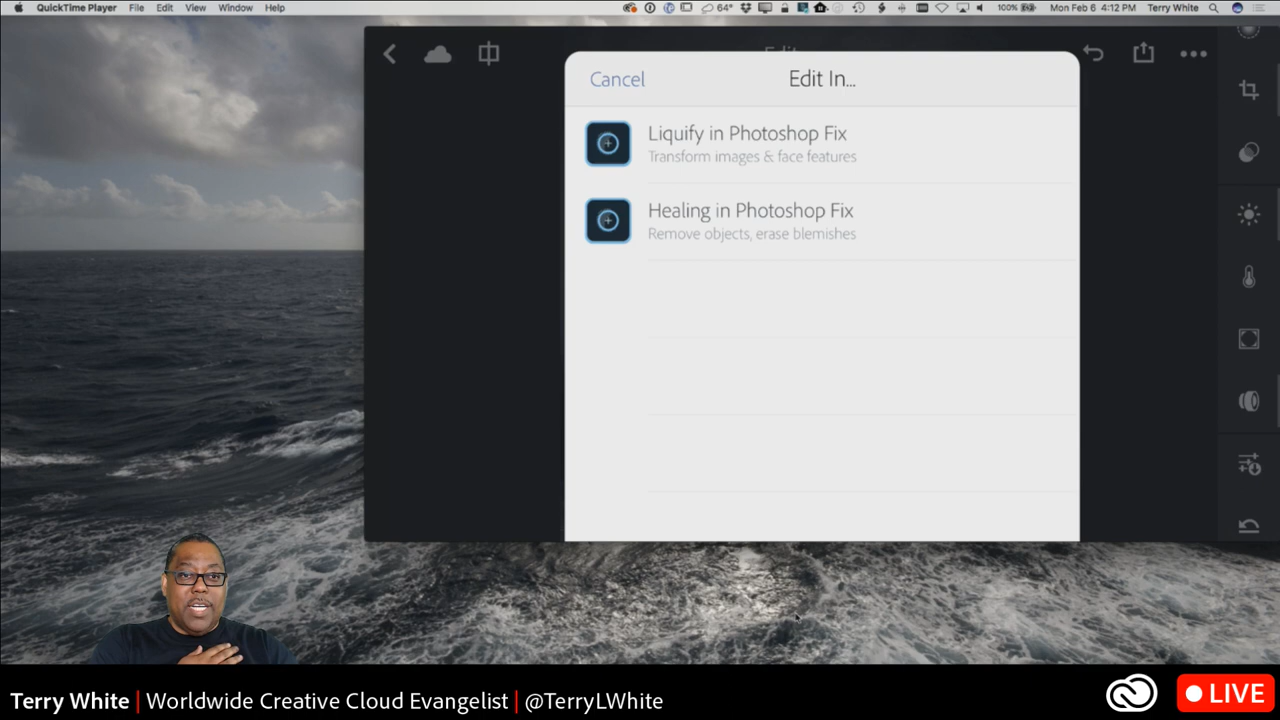 QuickTime Player File Edit View Window Help
64° 100% Mon Feb 6 4:12 PM Terry White
Edit
Cancel
Edit In...
Liquify in Photoshop Fix
Transform images & face features
Healing in Photoshop Fix
Remove objects, erase blemishes
Terry White | Worldwide Creative Cloud Evangelist | @TerryLWhite
LIVE